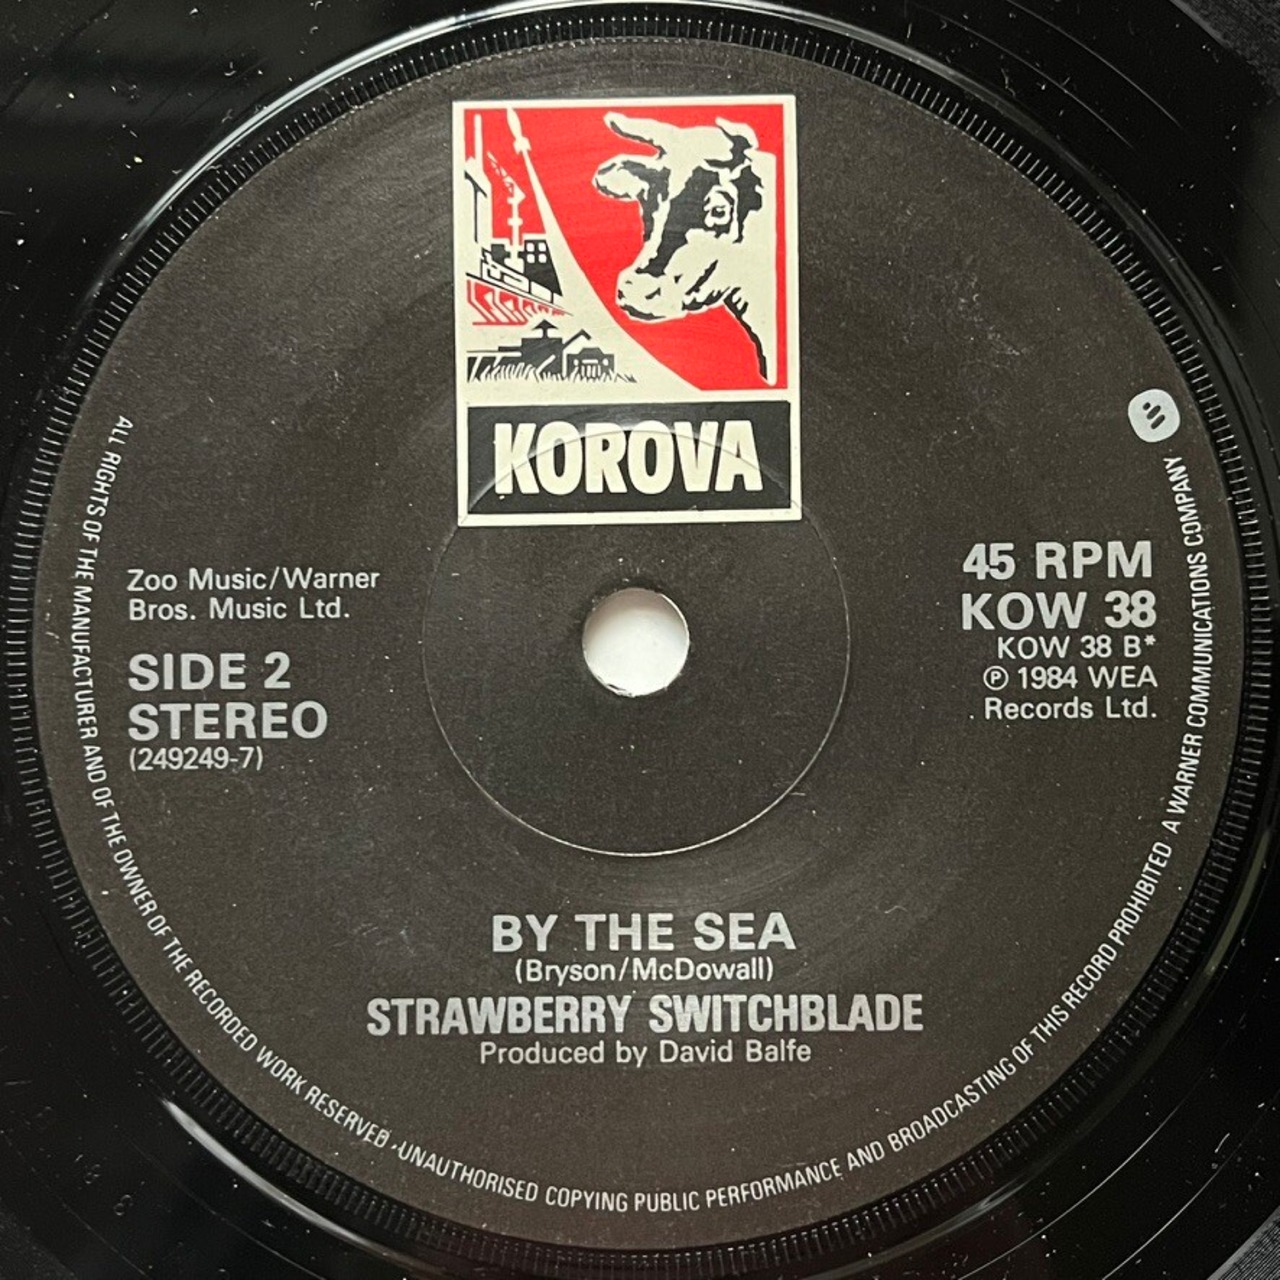 KOROVA
Zoo Music/Warner
Bros. Music Ltd.
SIDE 2
STEREO
(249249-7)
45 RPM
KOW 38
KOW 38 B*
℗ 1984 WEA
Records Ltd.
BY THE SEA
(Bryson/McDowall)
STRAWBERRY SWITCHBLADE
Produced by David Balfe
ALL RIGHTS OF THE MANUFACTURER AND OF THE OWNER OF THE RECORDED WORK RESERVED - UNAUTHORISED COPYING PUBLIC PERFORMANCE AND BROADCASTING OF THIS RECORD PROHIBITED A WARNER COMMUNICATIONS COMPANY